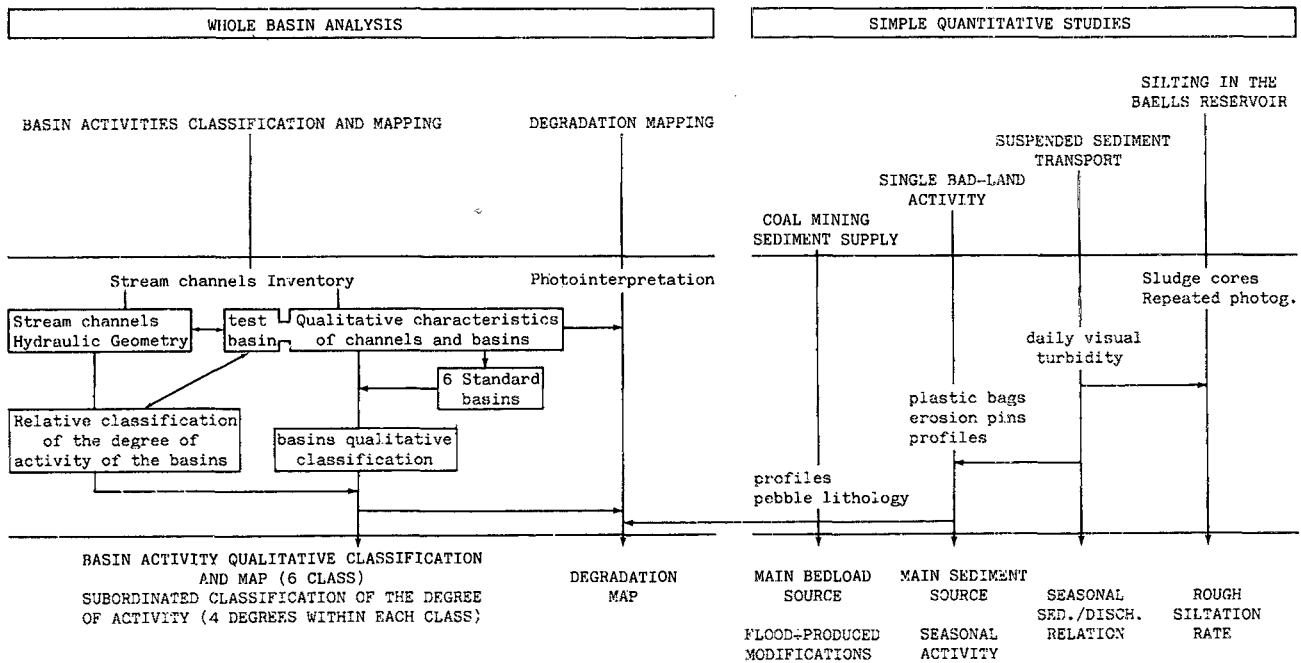 WHOLE BASIN ANALYSIS
BASIN ACTIVITIES CLASSIFICATION AND MAPPING
DEGRADATION MAPPING
Stream channels Inventory
Photointerpretation
Stream channels
Hydraulic Geometry
test
basin
Qualitative characteristics
of channels and basins
6 Standard
basins
Relative classification
of the degree of
activity of the basins
basins qualitative
classification
BASIN ACTIVITY QUALITATIVE CLASSIFICATION
AND MAP (6 CLASS)
SUBORDINATED CLASSIFICATION OF THE DEGREE
OF ACTIVITY (4 DEGREES WITHIN EACH CLASS)
DEGRADATION
MAP
SIMPLE QUANTITATIVE STUDIES
SILTING IN THE
BAELLS RESERVOIR
SUSPENDED SEDIMENT
TRANSPORT
SINGLE BAD-LAND
ACTIVITY
COAL MINING
SEDIMENT SUPPLY
Sludge cores
Repeated photog.
daily visual
turbidity
plastic bags
erosion pins
profiles
profiles
pebble lithology
MAIN BEDLOAD
SOURCE
FLOOD-PRODUCED
MODIFICATIONS
MAIN SEDIMENT
SOURCE
SEASONAL
ACTIVITY
SEASONAL
SED./DISCH.
RELATION
ROUGH
SILTATION
RATE